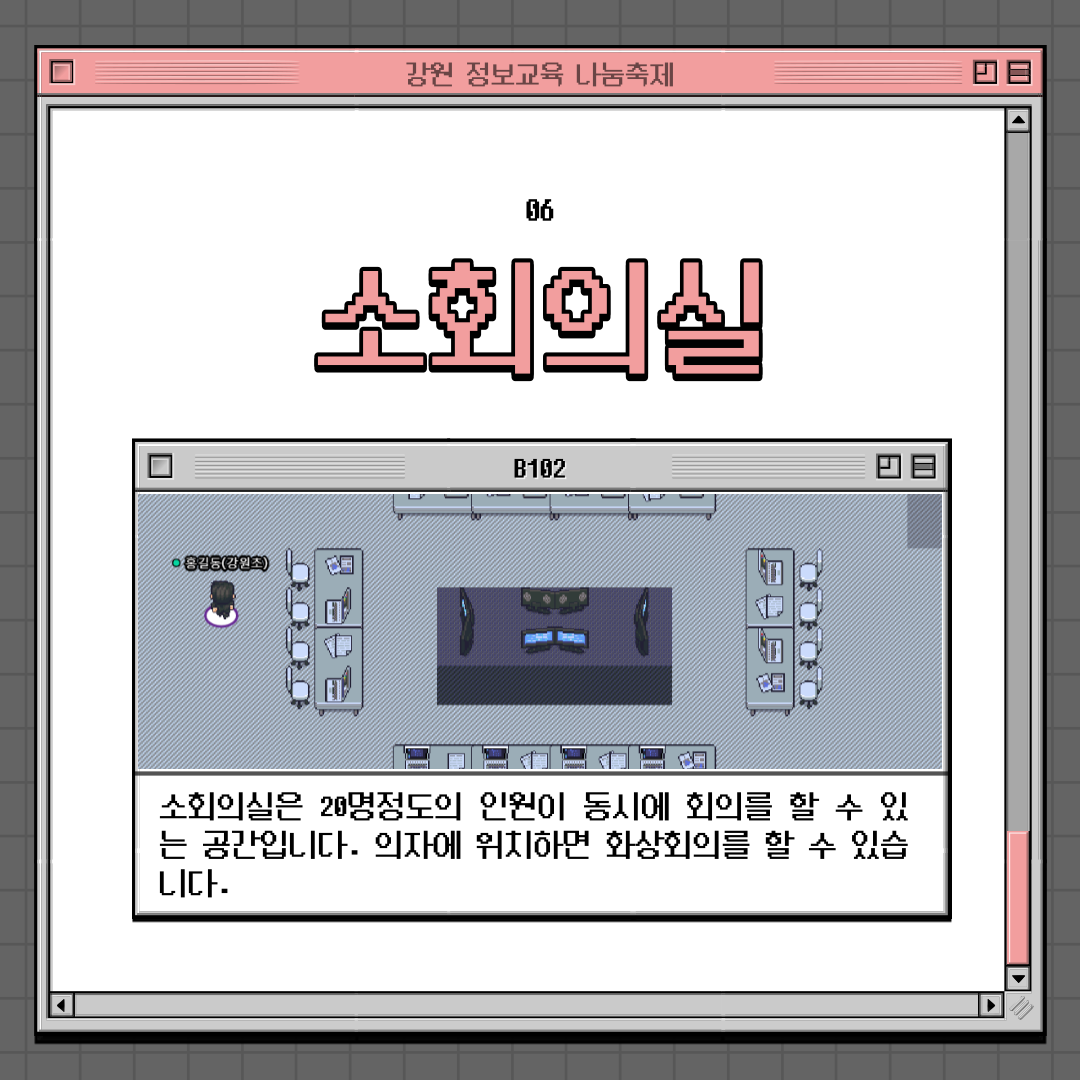 강원 정보교육 나눔축제
06
소회의실
B102
홍길동(강원초)
소회의실은 20명정도의 인원이 동시에 회의를 할 수 있
는 공간입니다. 의자에 위치하면 화상회의를 할 수 있습
니다.